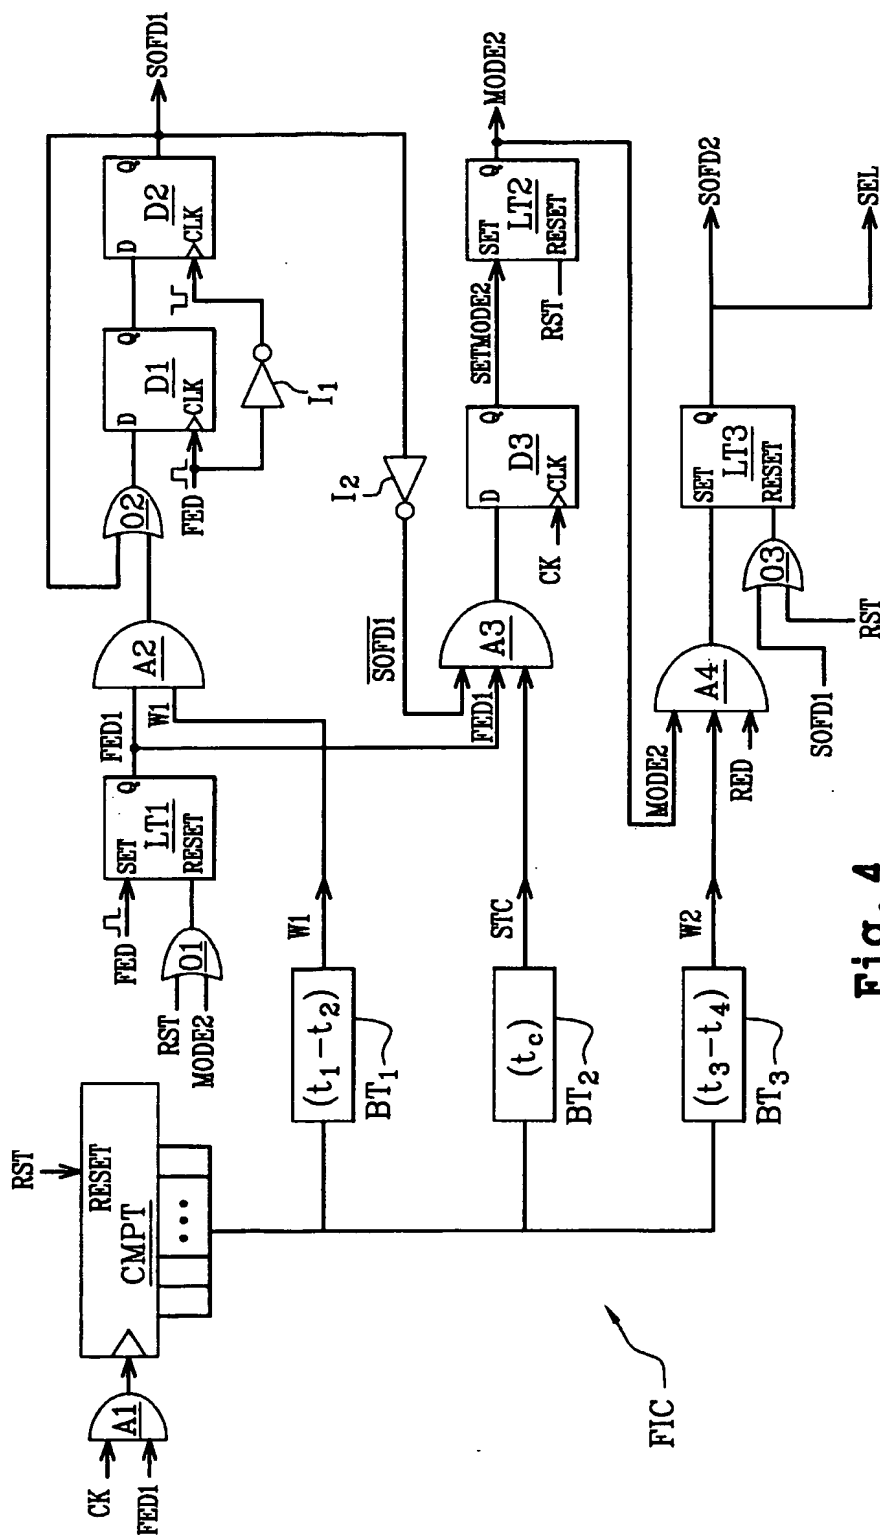 RST
CK
FED1
A1
RESET
CMPT
FED
RST
MODE2
O1
SET
LT1
RESET
Q
FED1
W1
A2
O2
D
D1
Q
CLK
FED
I1
D
D2
Q
CLK
SOFD1
(t1-t2)
BT1
W1
(tc)
BT2
STC
(t3-t4)
BT3
W2
I2
SOFD1
FED1
A3
D
D3
Q
CLK
CK
SETMODE2
SET
LT2
RESET
Q
RST
MODE2
MODE2
RED
A4
SOFD1
RST
O3
SET
LT3
RESET
Q
SOFD2
SEL
FIC
Fig. 4